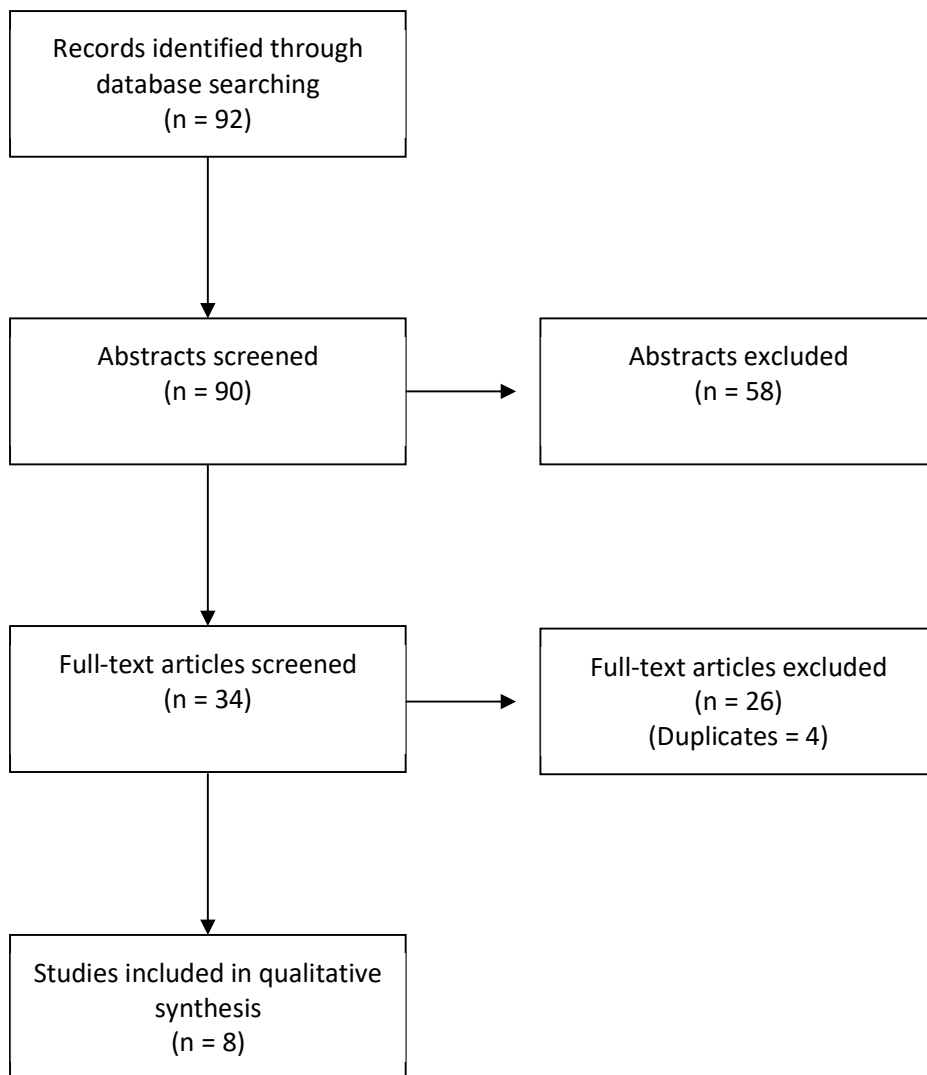 Records identified through
database searching
(n = 92)
Abstracts screened
(n = 90)
Abstracts excluded
(n = 58)
Full-text articles screened
(n = 34)
Full-text articles excluded
(n = 26)
(Duplicates = 4)
Studies included in qualitative
synthesis
(n = 8)